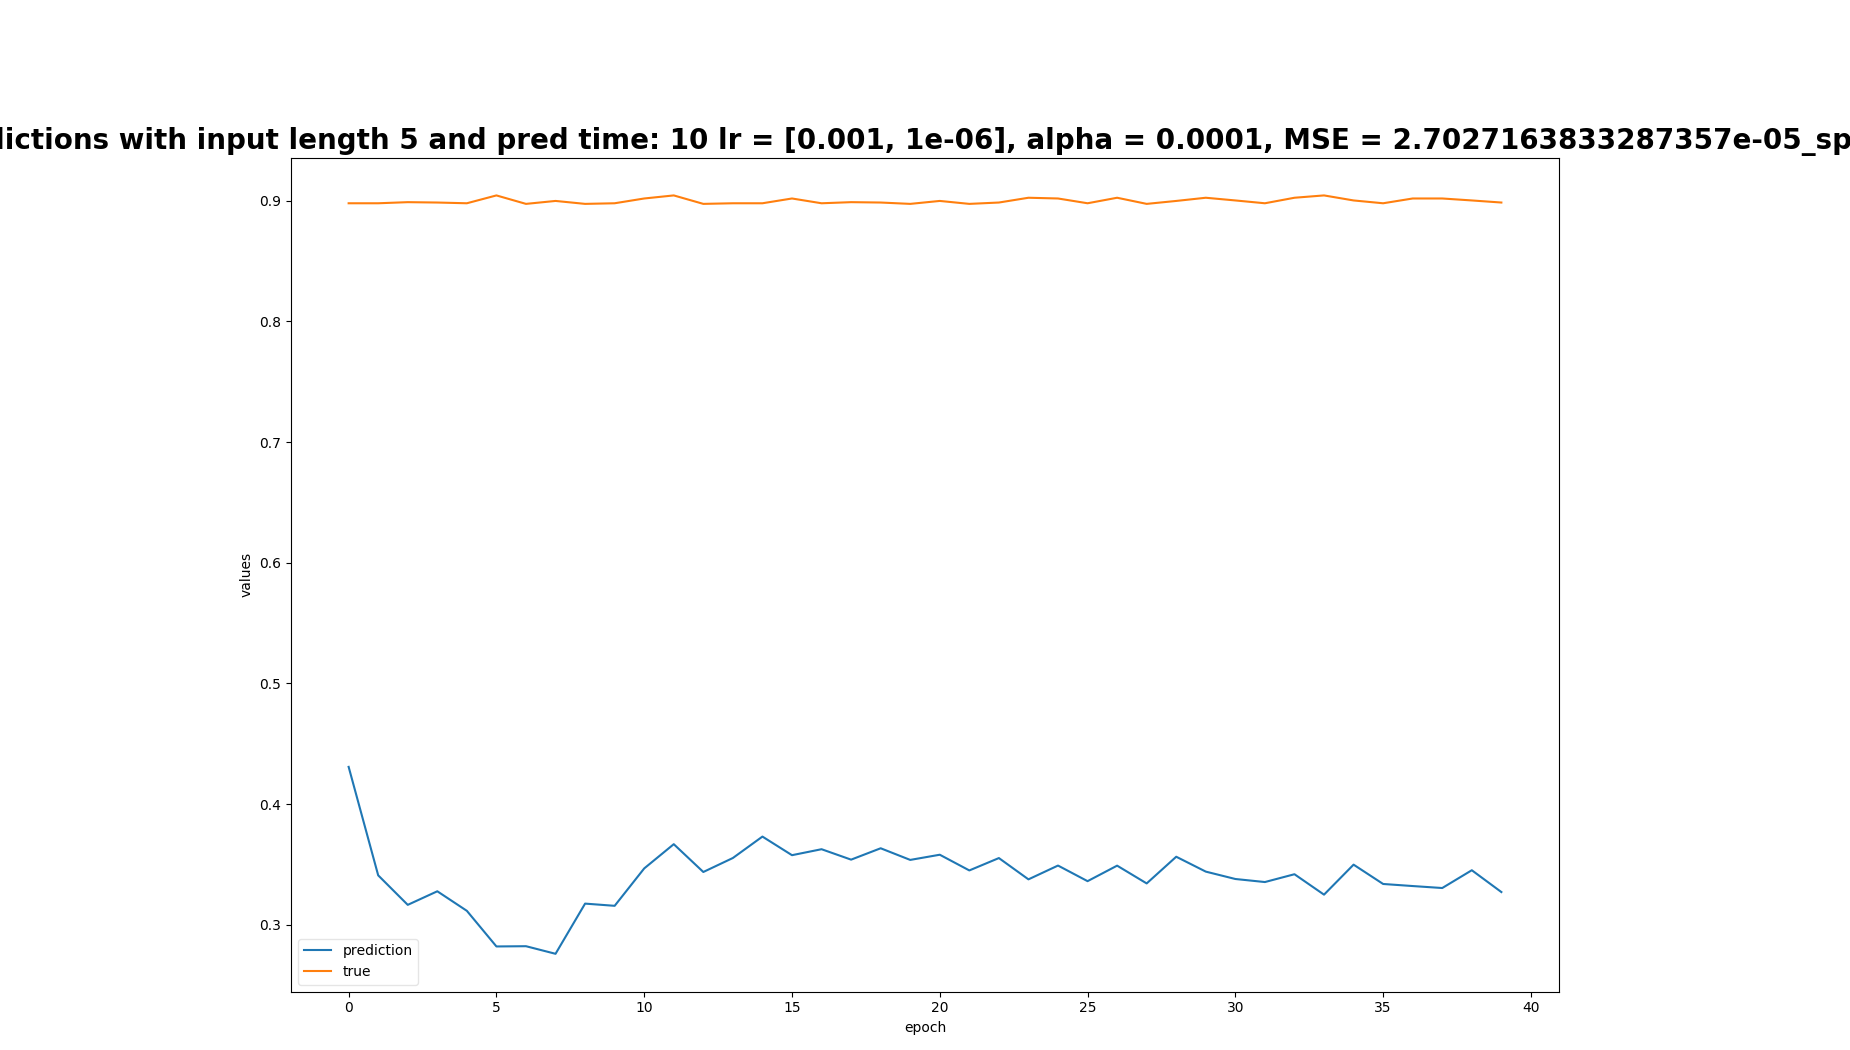 with input length 5 and pred time: 10 lr = [0.001, 1e-06], alpha = 0.0001, MSE = 2.7027163833287357e-05_sp
0.9
0.8
0.7
0.6
0.5
0.4
0.3
values
prediction
true
0 5 10 15 20 25 30 35 40
epoch